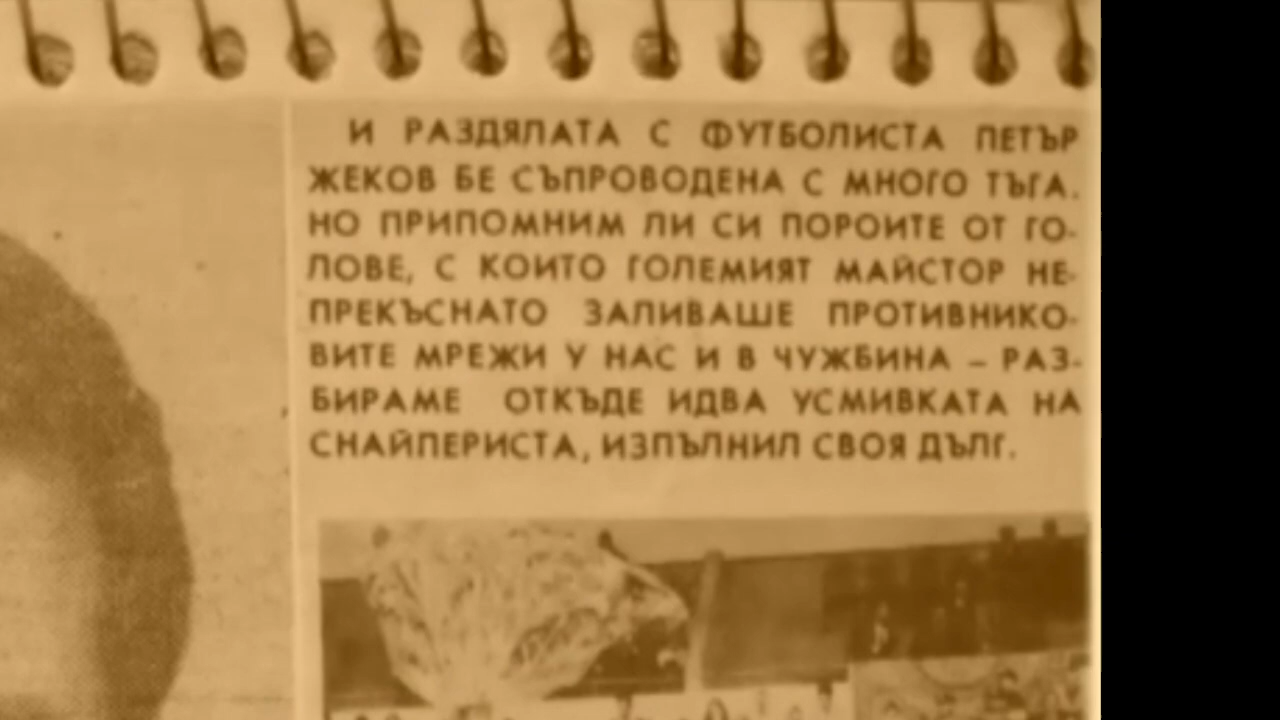 И РАЗДЯЛАТА С ФУТБОЛИСТА ПЕТЪР
ЖЕКОВ БЕ СЪПРОВОДЕНА С МНОГО ТЪГА.
НО ПРИПОМНИМ ЛИ СИ ПОРОИТЕ ОТ ГО-
ЛОВЕ, С КОИТО ГОЛЕМИЯТ МАЙСТОР НЕ-
ПРЕКЪСНАТО ЗАЛИВАШЕ ПРОТИВНИКО-
ВИТЕ МРЕЖИ У НАС И В ЧУЖБИНА – РАЗ-
БИРАМЕ ОТКЪДЕ ИДВА УСМИВКАТА НА
СНАЙПЕРИСТА, ИЗПЪЛНИЛ СВОЯ ДЪЛГ.